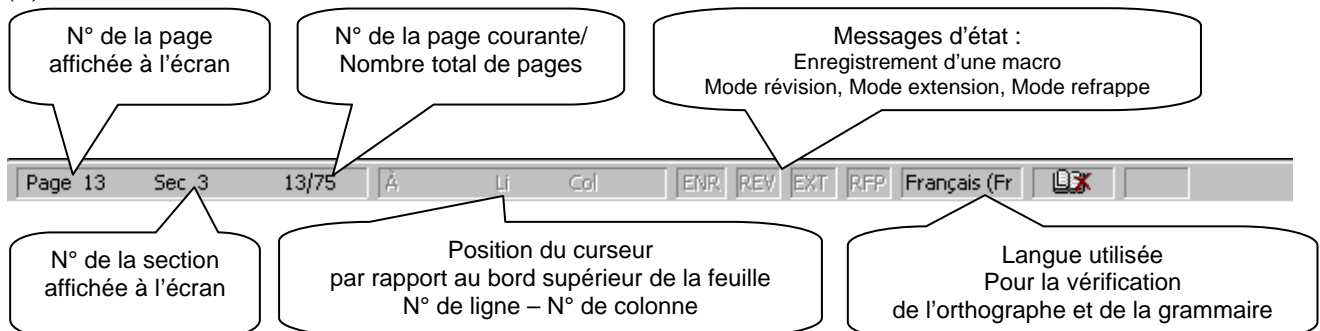 N° de la page
affichée à l'écran
N° de la page courante/
Nombre total de pages
Messages d'état :
Enregistrement d'une macro
Mode révision, Mode extension, Mode refrappe
Page 13 Sec 3 13/75 À Li Col ENR REV EXT RFP Français (Fr
N° de la section
affichée à l'écran
Position du curseur
par rapport au bord supérieur de la feuille
N° de ligne – N° de colonne
Langue utilisée
Pour la vérification
de l'orthographe et de la grammaire